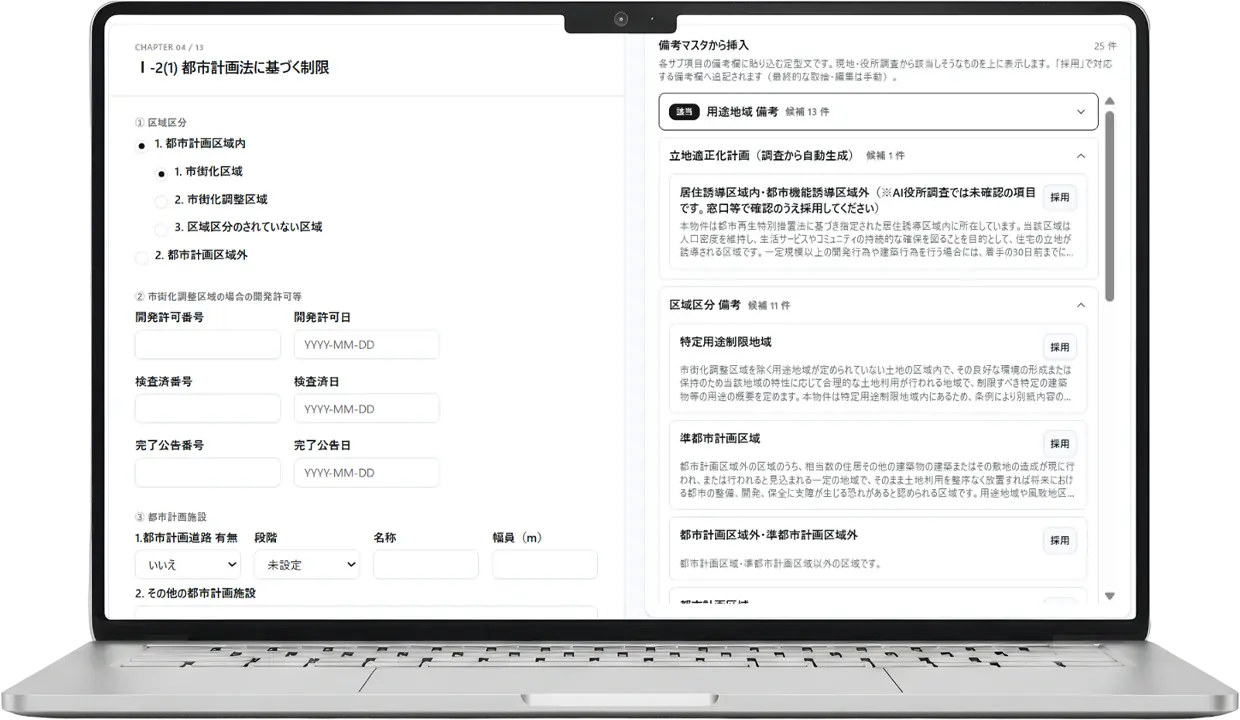 CHAPTER 04 / 13
Ⅰ-2(1) 都市計画法に基づく制限
① 区域区分
1. 都市計画区域内
1. 市街化区域
2. 市街化調整区域
3. 区域区分のされていない区域
2. 都市計画区域外
② 市街化調整区域の場合の開発許可等
開発許可番号 開発許可日
YYYY-MM-DD
検査済番号 検査済日
YYYY-MM-DD
完了公告番号 完了公告日
YYYY-MM-DD
③ 都市計画施設
1.都市計画道路 有無 段階 名称 幅員（m）
いいえ 未設定
2. その他の都市計画施設
備考マスタから挿入 25 件
各サブ項目の備考欄に貼り込む定型文です。現地・役所調査から該当しそうなものを上に表示します。「採用」で対応
する備考欄へ追記されます（最終的な取捨・編集は手動）。
該当 用途地域 備考 候補 13 件
立地適正化計画（調査から自動生成） 候補 1 件
居住誘導区域内・都市機能誘導区域外（※AI役所調査では未確認の項目
です。窓口等で確認のうえ採用してください）
採用
本物件は都市再生特別措置法に基づき指定された居住誘導区域内に所在しています。当該区域は
人口密度を維持し、生活サービスやコミュニティの持続的な確保を図ることを目的として、住宅の立地が
誘導される区域です。一定規模以上の開発行為や建築行為を行う場合には、着手の30日前までに...
区域区分 備考 候補 11 件
特定用途制限地域 採用
市街化調整区域を除く用途地域が定められていない土地の区域内で、その良好な環境の形成または
保持のため当該地域の特性に応じて合理的な土地利用が行われる地域で、制限すべき特定の建築
物等の用途の概要を定めます。本物件は特定用途制限地域内にあるため、条例により別紙内容の...
準都市計画区域 採用
都市計画区域外の区域のうち、相当数の住居その他の建築物の建築またはその敷地の造成が現に行
われ、または行われると見込まれる一定の地域で、そのまま土地利用を整序なく放置すれば将来におけ
る都市の整備、開発、保全に支障が生じる恐れがあると認められる区域です。用途地域や風致地区...
都市計画区域外・準都市計画区域外 採用
都市計画区域・準都市計画区域以外の区域です。